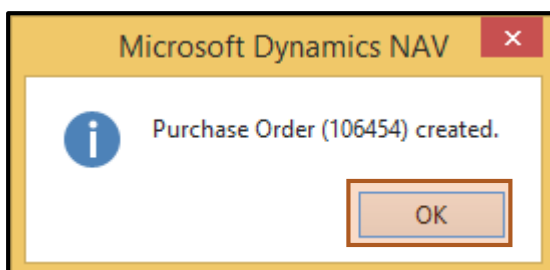 Microsoft Dynamics NAV
Purchase Order (106454) created.
OK